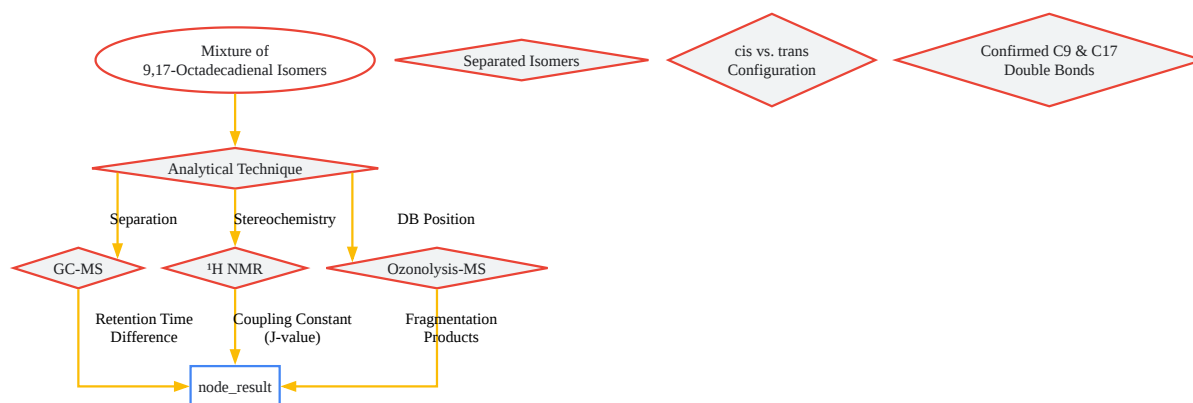 Mixture of
9,17-Octadecadienal Isomers
Separated Isomers
cis vs. trans
Configuration
Confirmed C9 & C17
Double Bonds
Analytical Technique
Separation
Stereochemistry
DB Position
GC-MS
¹H NMR
Ozonolysis-MS
Retention Time
Difference
Coupling Constant
(J-value)
Fragmentation
Products
node_result